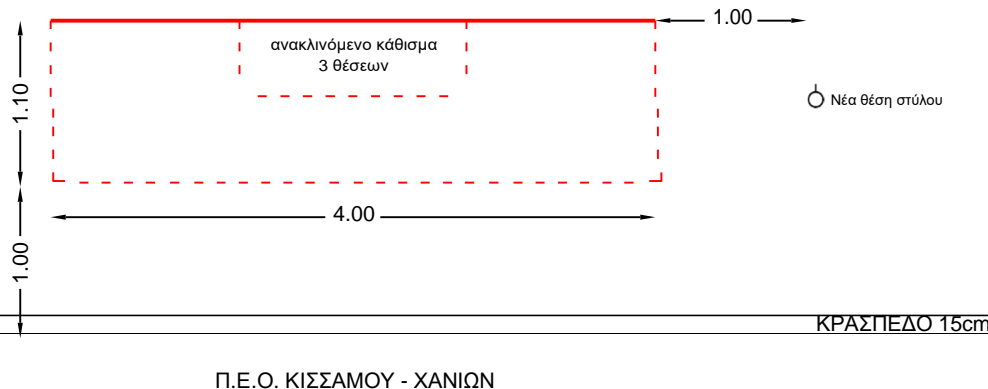 1.00
ανακλινόμενο κάθισμα
3 θέσεων
1.10
Νέα θέση στύλου
4.00
1.00
ΚΡΑΣΠΕΔΟ 15cm
Π.Ε.Ο. ΚΙΣΣΑΜΟΥ - ΧΑΝΙΩΝ